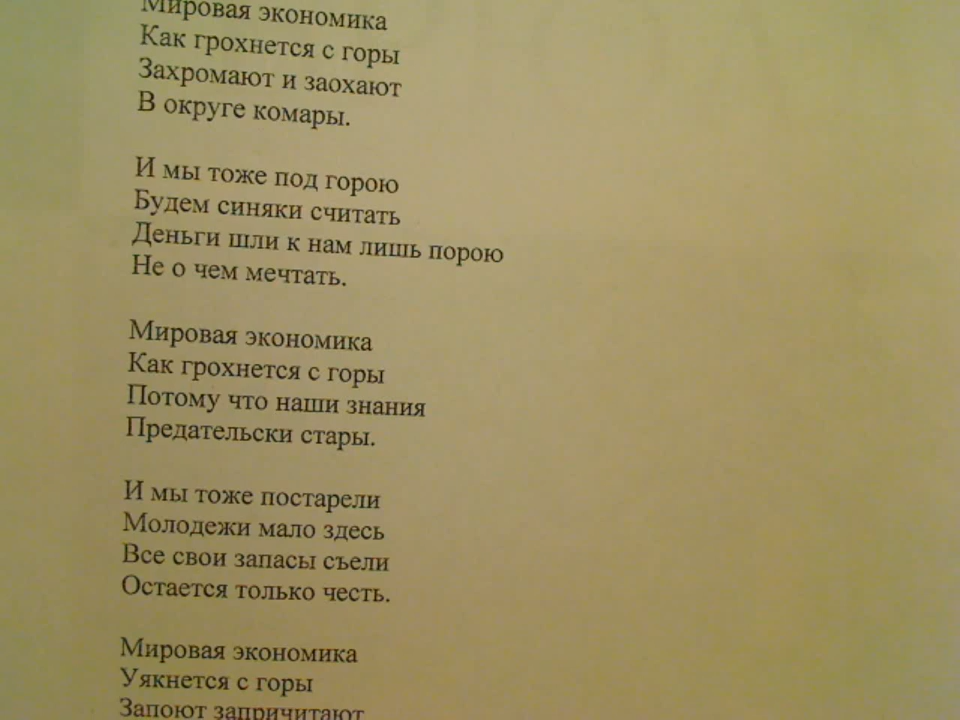 Мировая экономика
Как грохнется с горы
Захромают и заохают
В округе комары.
И мы тоже под горою
Будем синяки считать
Деньги шли к нам лишь порою
Не о чем мечтать.
Мировая экономика
Как грохнется с горы
Потому что наши знания
Предательски стары.
И мы тоже постарели
Молодежи мало здесь
Все свои запасы съели
Остается только честь.
Мировая экономика
Уякнется с горы
Запоют запричитают